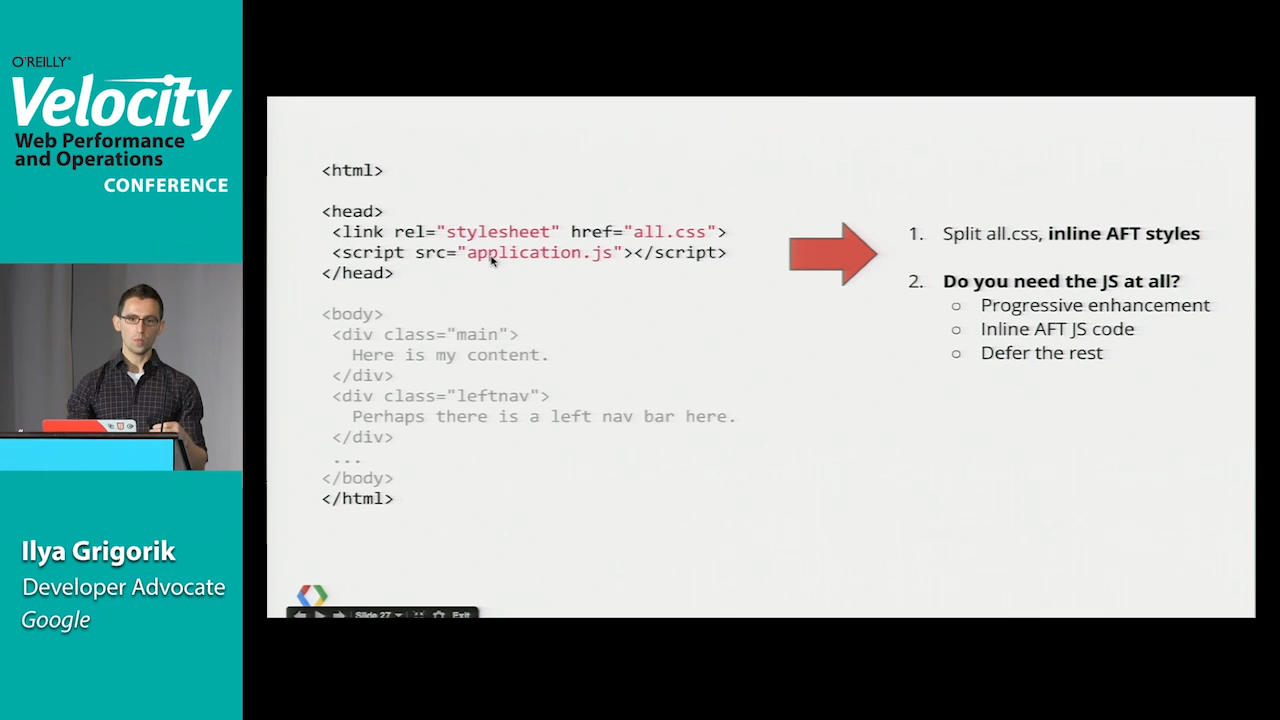 O'REILLY®
Velocity
Web Performance
and Operations
CONFERENCE
Ilya Grigorik
Developer Advocate
Google
<html>
<head>
<link rel="stylesheet" href="all.css">
<script src="application.js"></script>
</head>
<body>
<div class="main">
Here is my content.
</div>
<div class="leftnav">
Perhaps there is a left nav bar here.
</div>
...
</body>
</html>
1. Split all.css, inline AFT styles
2. Do you need the JS at all?
○ Progressive enhancement
○ Inline AFT JS code
○ Defer the rest
Slide 27
Exit